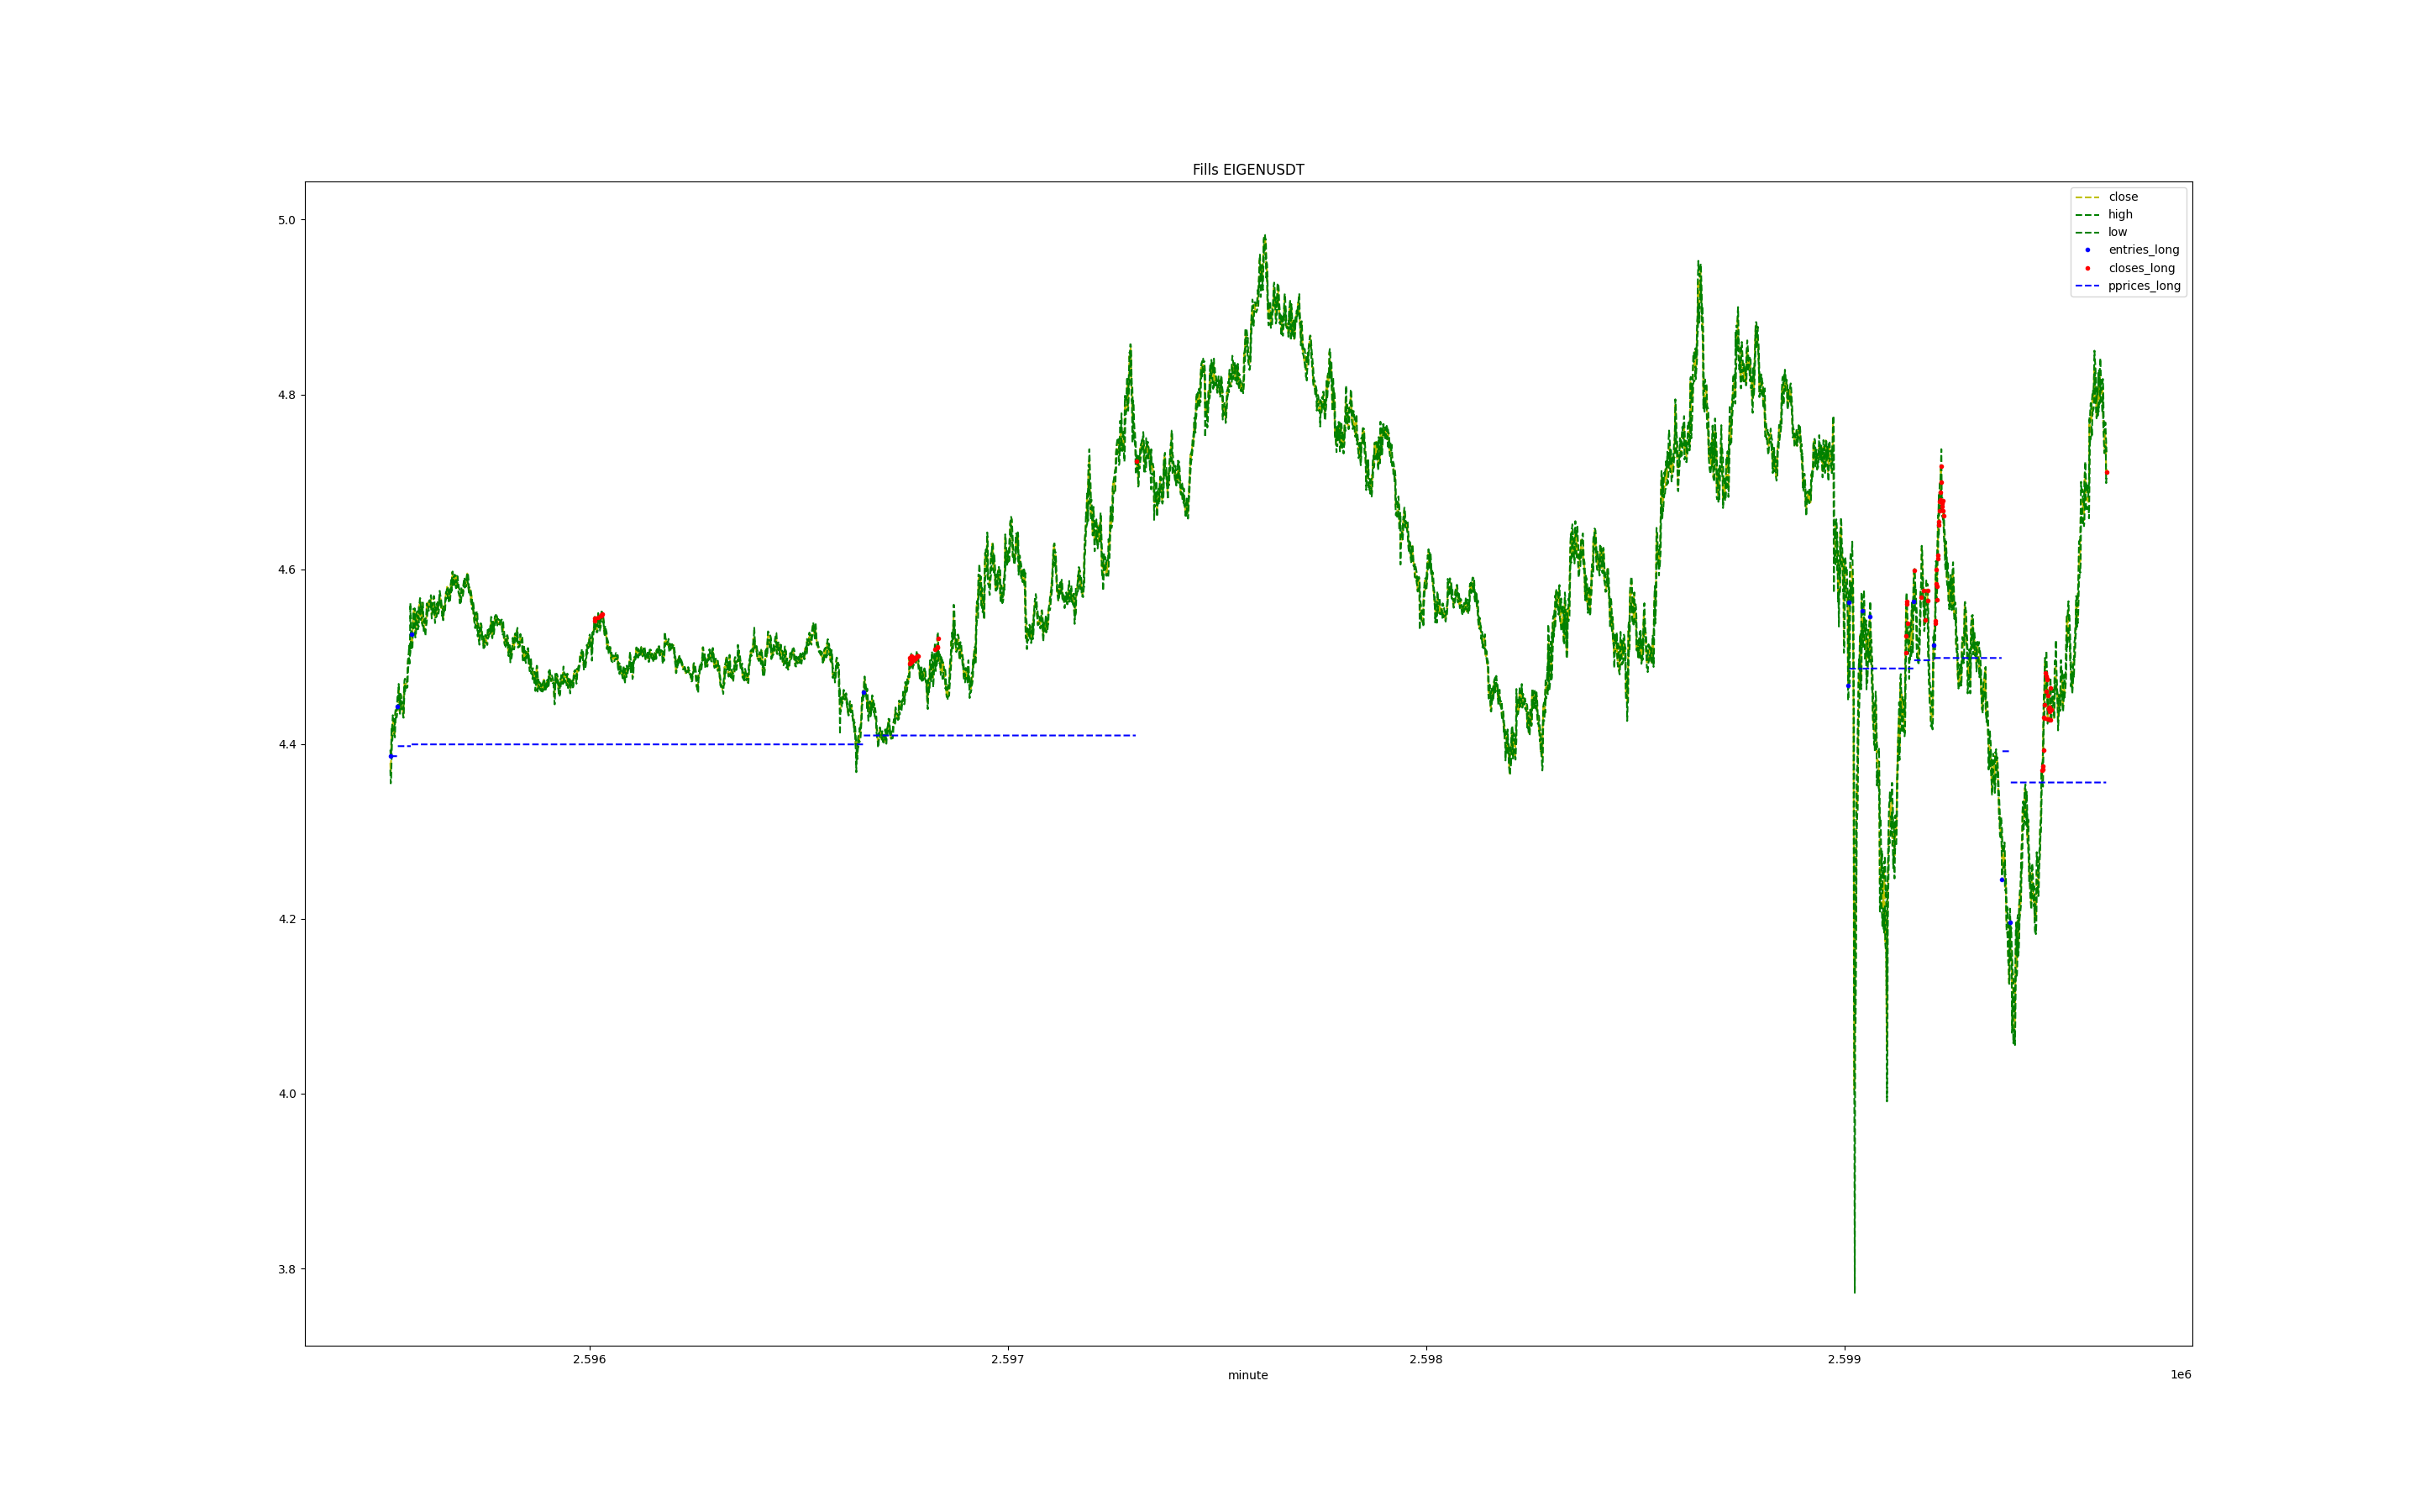 Fills EIGENUSDT
close
high
low
entries_long
closes_long
pprices_long
5.0
4.8
4.6
4.4
4.2
4.0
3.8
2.596
2.597
2.598
2.599
minute
1e6